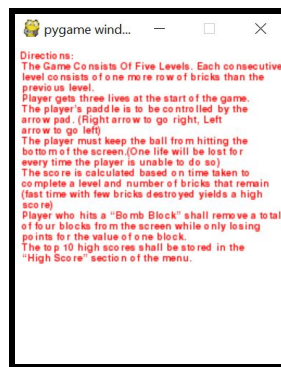 pygame wind...
Directions:
The Game Consists Of Five Levels. Each consecutive
level consists of one more row of bricks than the
previous level.
Player gets three lives at the start of the game.
The player's paddle is to be controlled by the
arrow pad. (Right arrow to go right, Left
arrow to go left)
The player must keep the ball from hitting the
bottom of the screen.(One life will be lost for
every time the player is unable to do so)
The score is calculated based on time taken to
complete a level and number of bricks that remain
(fast time with few bricks destroyed yields a high
score)
Player who hits a “Bomb Block” shall remove a total
of four blocks from the screen while only losing
points for the value of one block.
The top 10 high scores shall be stored in the
“High Score” section of the menu.